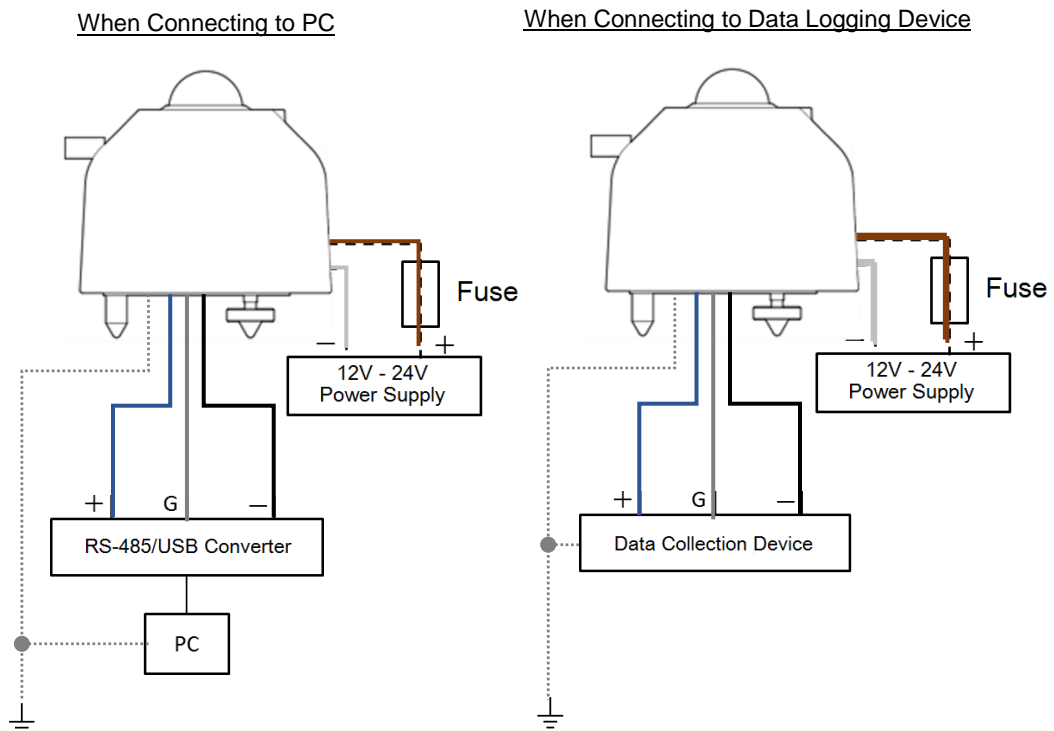 When Connecting to PC
When Connecting to Data Logging Device
Fuse
– +
12V - 24V
Power Supply
+ G –
RS-485/USB Converter
PC
Fuse
– +
12V - 24V
Power Supply
+ G –
Data Collection Device